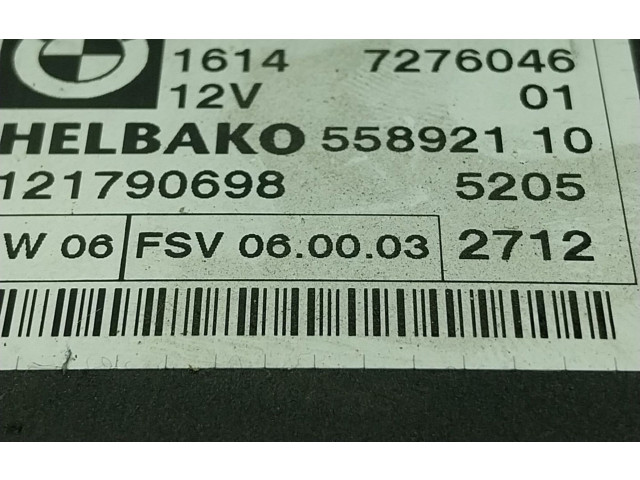 1614 7276046
12V 01
HELBAKO 558921 10
121790698 5205
W 06 FSV 06.00.03 2712